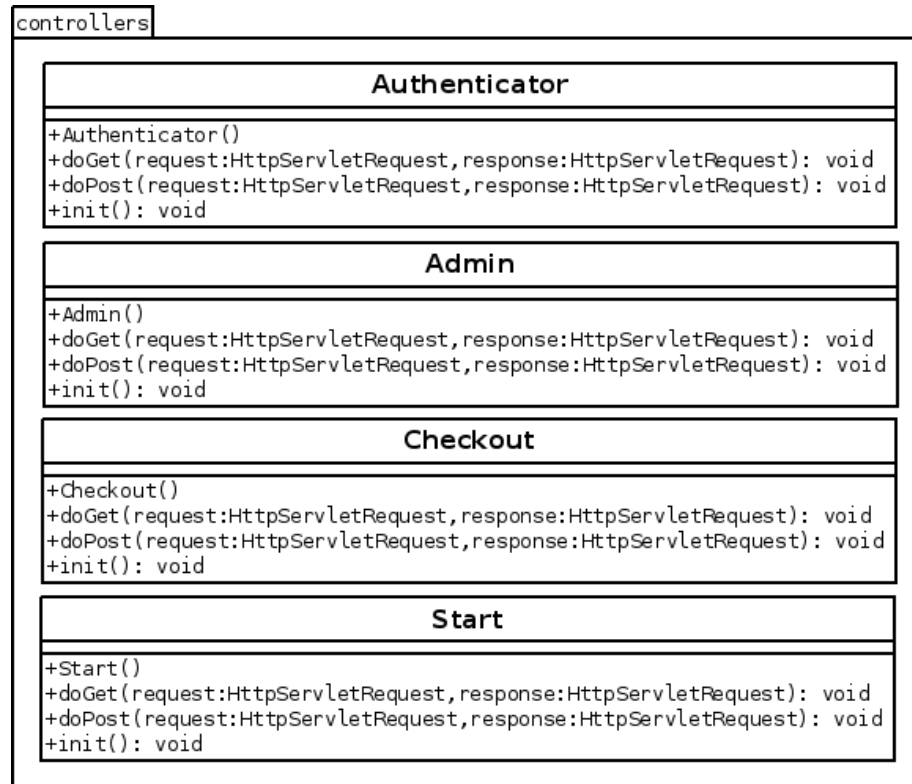 controllers
Authenticator
+Authenticator()
+doGet(request:HttpServletRequest,response:HttpServletRequest): void
+doPost(request:HttpServletRequest,response:HttpServletRequest): void
+init(): void
Admin
+Admin()
+doGet(request:HttpServletRequest,response:HttpServletRequest): void
+doPost(request:HttpServletRequest,response:HttpServletRequest): void
+init(): void
Checkout
+Checkout()
+doGet(request:HttpServletRequest,response:HttpServletRequest): void
+doPost(request:HttpServletRequest,response:HttpServletRequest): void
+init(): void
Start
+Start()
+doGet(request:HttpServletRequest,response:HttpServletRequest): void
+doPost(request:HttpServletRequest,response:HttpServletRequest): void
+init(): void